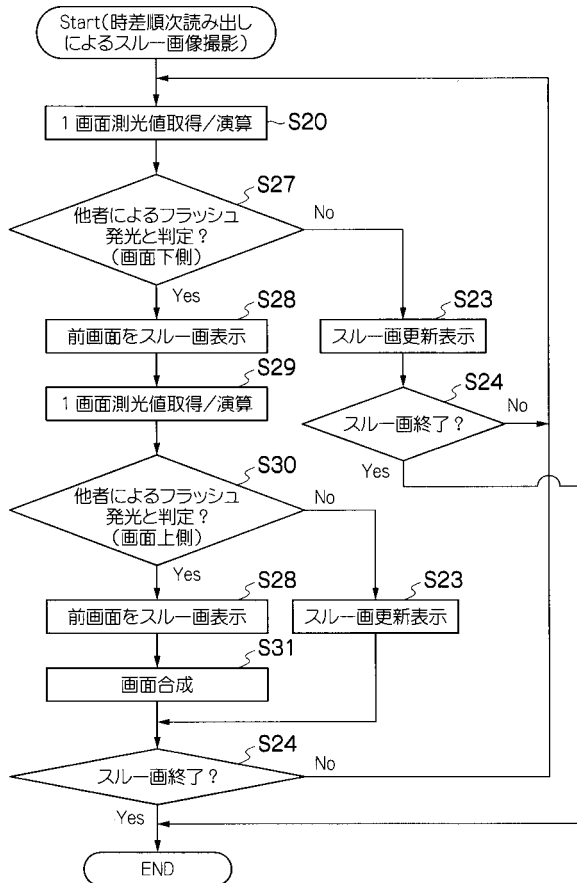 Start(時差順次読み出し
によるスルー画像撮影)
1画面測光値取得/演算
S20
S27
他者によるフラッシュ
発光と判定?
(画面下側)
No
Yes
S28
前画面をスルー画表示
S23
スルー画更新表示
S29
1画面測光値取得/演算
S24
スルー画終了?
No
Yes
S30
他者によるフラッシュ
発光と判定?
(画面上側)
No
Yes
S28
前画面をスルー画表示
S23
スルー画更新表示
S31
画面合成
S24
スルー画終了?
No
Yes
END